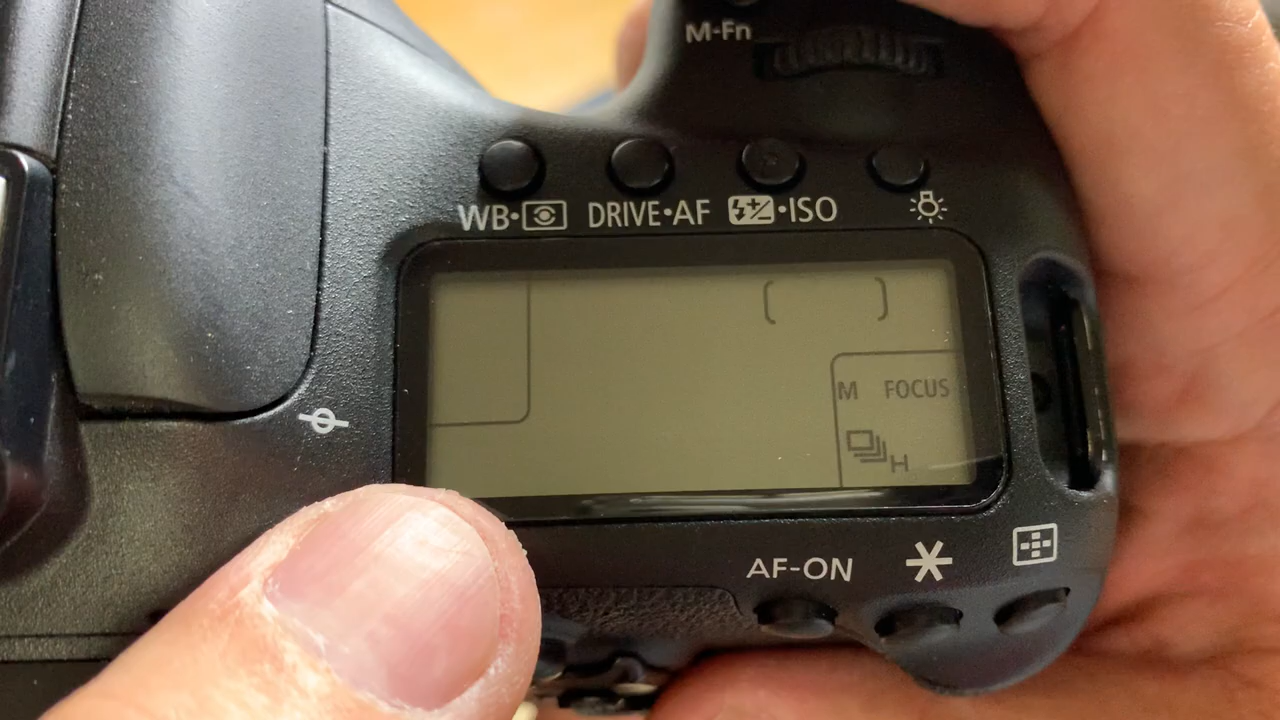 M-Fn
WB• DRIVE•AF •ISO
[ ]
M FOCUS
H
AF-ON